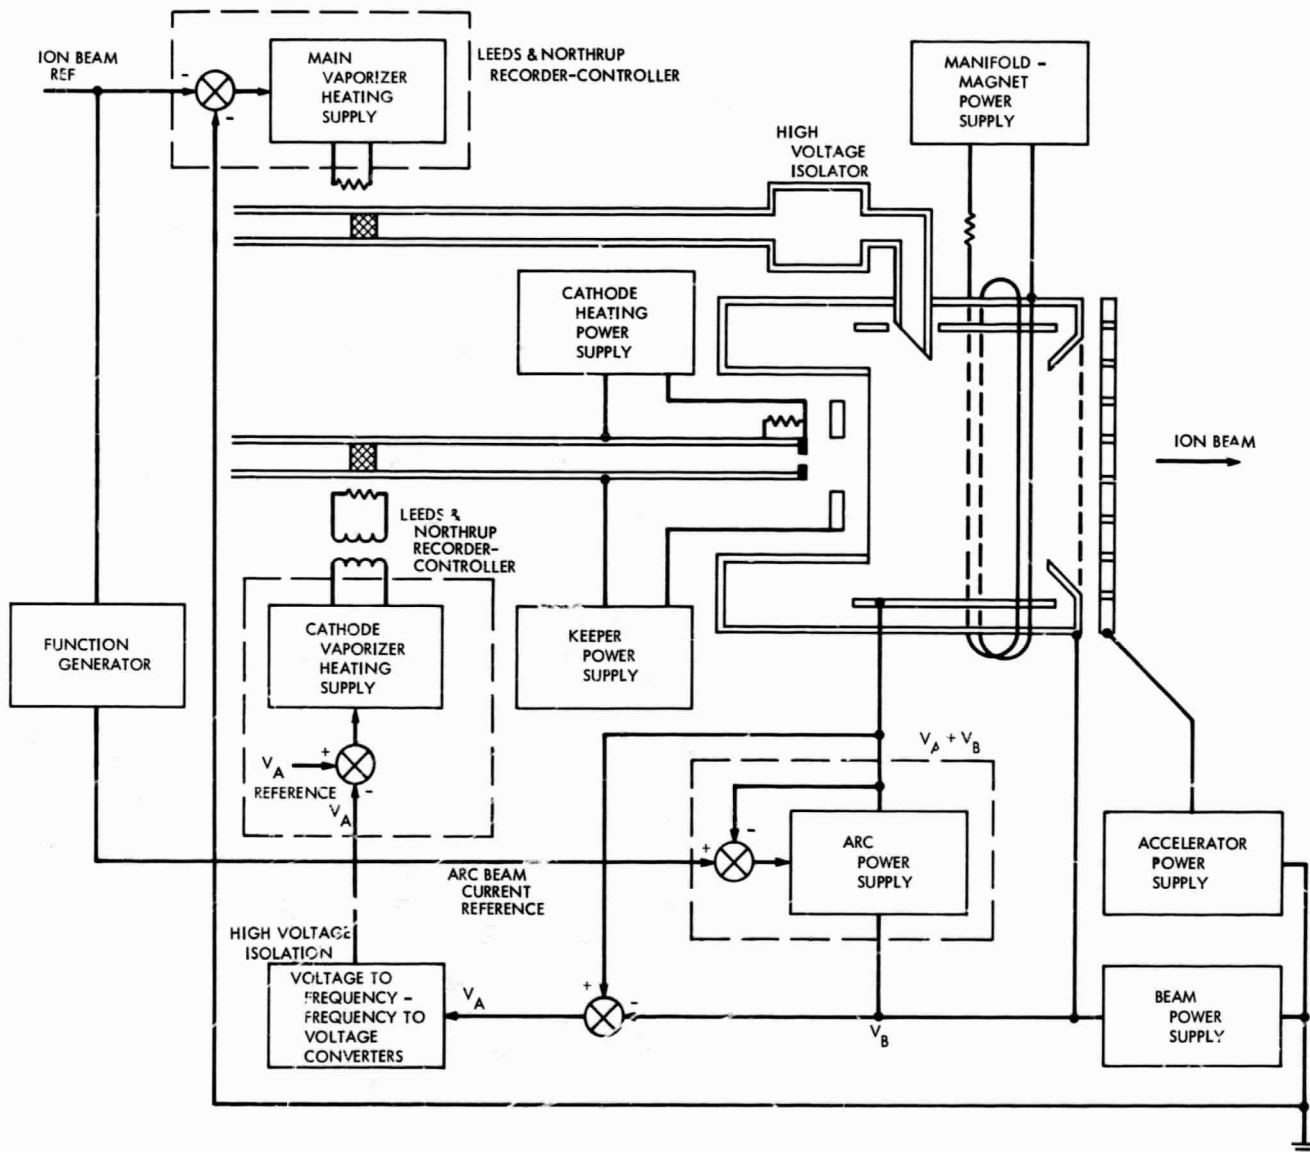 ION BEAM
REF
-
-
MAIN
VAPORIZER
HEATING
SUPPLY
LEEDS & NORTHRUP
RECORDER-CONTROLLER
MANIFOLD -
MAGNET
POWER
SUPPLY
HIGH
VOLTAGE
ISOLATOR
CATHODE
HEATING
POWER
SUPPLY
ION BEAM
LEEDS &
NORTHRUP
RECORDER-
CONTROLLER
FUNCTION
GENERATOR
CATHODE
VAPORIZER
HEATING
SUPPLY
KEEPER
POWER
SUPPLY
+
V_A
REFERENCE
-
V_A
V_A + V_B
-
+
ARC
POWER
SUPPLY
ACCELERATOR
POWER
SUPPLY
ARC BEAM
CURRENT
REFERENCE
HIGH VOLTAGE
ISOLATION
VOLTAGE TO
FREQUENCY -
FREQUENCY TO
VOLTAGE
CONVERTERS
V_A
+
-
V_B
BEAM
POWER
SUPPLY